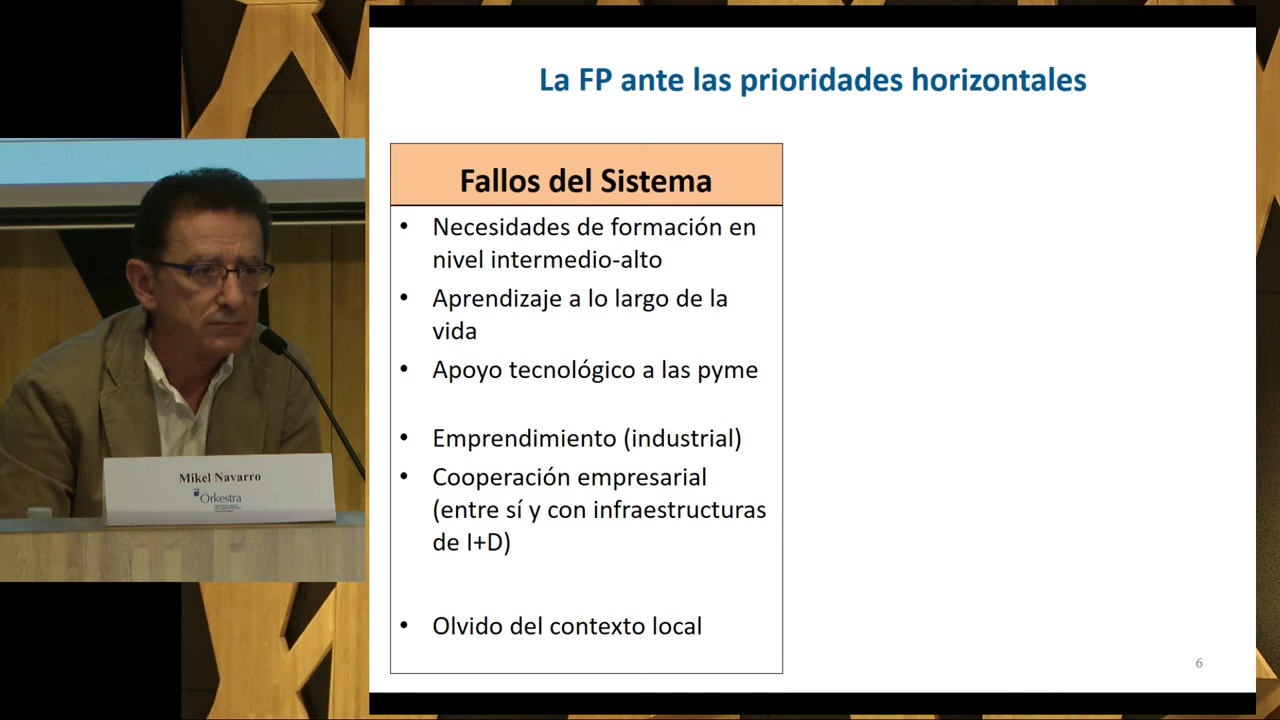 La FP ante las prioridades horizontales
Fallos del Sistema
• Necesidades de formación en
nivel intermedio-alto
• Aprendizaje a lo largo de la
vida
• Apoyo tecnológico a las pyme
• Emprendimiento (industrial)
• Cooperación empresarial
(entre sí y con infraestructuras
de I+D)
• Olvido del contexto local
6
Mikel Navarro
Orkestra